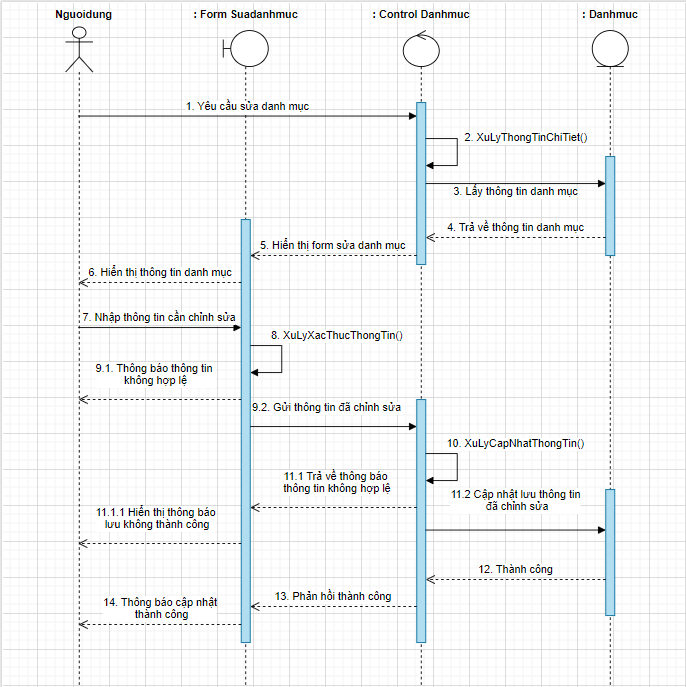 Nguoidung
: Form Suadanhmuc
: Control Danhmuc
: Danhmuc
1. Yêu cầu sửa danh mục
2. XuLyThongTinChiTiet()
3. Lấy thông tin danh mục
4. Trả về thông tin danh mục
5. Hiển thị form sửa danh mục
6. Hiển thị thông tin danh mục
7. Nhập thông tin cần chỉnh sửa
8. XuLyXacThucThongTin()
9.1. Thông báo thông tin
không hợp lệ
9.2. Gửi thông tin đã chỉnh sửa
10. XuLyCapNhatThongTin()
11.1 Trả về thông báo
thông tin không hợp lệ
11.2 Cập nhật lưu thông tin
đã chỉnh sửa
11.1.1 Hiển thị thông báo
lưu không thành công
12. Thành công
13. Phản hồi thành công
14. Thông báo cập nhật
thành công